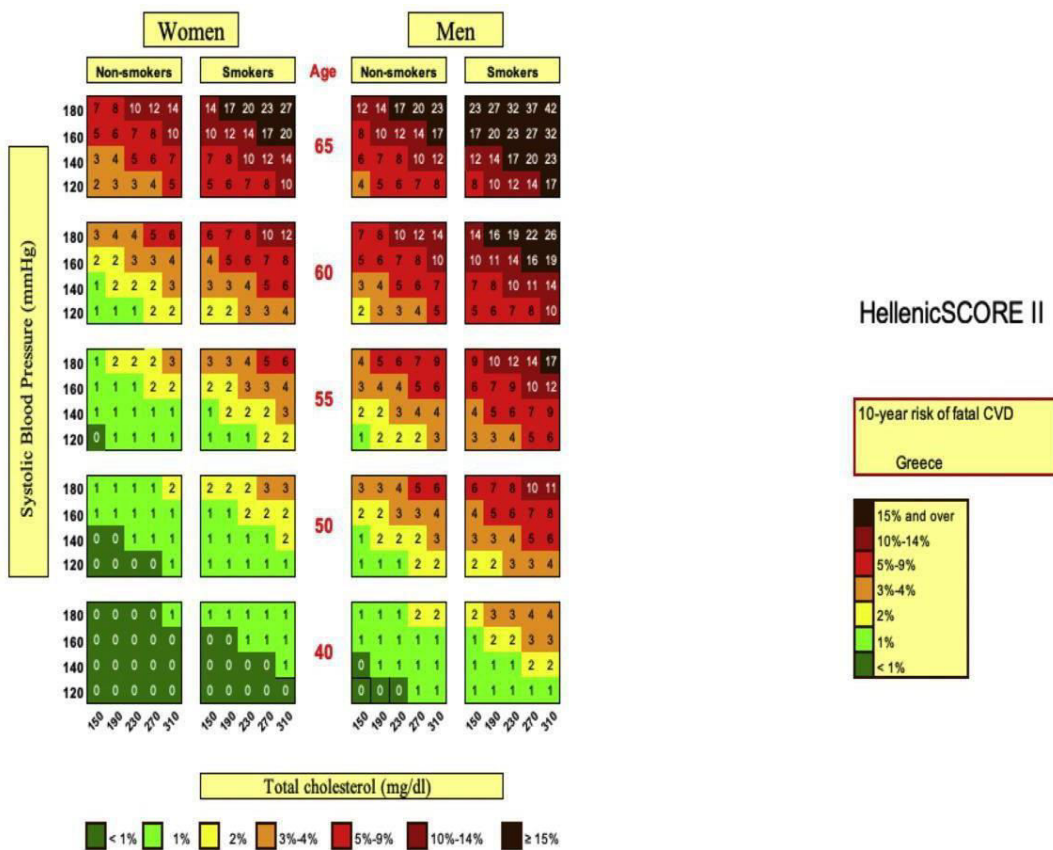 Women Men
Non-smokers Smokers Age Non-smokers Smokers
Systolic Blood Pressure (mmHg)
180 7 8 10 12 14 14 17 20 23 27 12 14 17 20 23 23 27 32 37 42
160 5 6 7 8 10 10 12 14 17 20 8 10 12 14 17 17 20 23 27 32
65
140 3 4 5 6 7 7 8 10 12 14 6 7 8 10 12 12 14 17 20 23
120 2 3 3 4 5 5 6 7 8 10 4 5 6 7 8 8 10 12 14 17
180 3 4 4 5 6 6 7 8 10 12 7 8 10 12 14 14 16 19 22 26
160 2 2 3 3 4 4 5 6 7 8 5 6 7 8 10 10 11 14 16 19
60
140 1 2 2 2 3 3 3 4 5 6 3 4 5 6 7 7 8 10 11 14
120 1 1 1 2 2 2 2 3 3 4 2 3 3 4 5 5 6 7 8 10
180 1 2 2 2 3 3 3 4 5 6 4 5 6 7 9 9 10 12 14 17
160 1 1 1 2 2 2 2 3 3 4 3 4 4 5 6 6 7 9 10 12
55
140 1 1 1 1 1 1 2 2 2 3 2 2 3 4 4 4 5 6 7 9
120 0 1 1 1 1 1 1 1 2 2 1 2 2 2 3 3 3 4 5 6
180 1 1 1 1 2 2 2 2 3 3 3 3 4 5 6 6 7 8 10 11
160 1 1 1 1 1 1 1 2 2 2 2 2 3 3 4 4 5 6 7 8
50
140 0 0 1 1 1 1 1 1 1 2 1 2 2 2 3 3 3 4 5 6
120 0 0 0 0 1 1 1 1 1 1 1 1 1 2 2 2 2 3 3 4
180 0 0 0 0 1 1 1 1 1 1 1 1 1 2 2 2 3 3 4 4
160 0 0 0 0 0 0 0 1 1 1 1 1 1 1 1 1 2 2 3 3
40
140 0 0 0 0 0 0 0 0 0 1 0 1 1 1 1 1 1 1 2 2
120 0 0 0 0 0 0 0 0 0 0 0 0 0 1 1 1 1 1 1 1
150 190 230 270 310 150 190 230 270 310 150 190 230 270 310 150 190 230 270 310
Total cholesterol (mg/dl)
< 1% 1% 2% 3%-4% 5%-9% 10%-14% ≥ 15%
HellenicSCORE II
10-year risk of fatal CVD
Greece
15% and over
10%-14%
5%-9%
3%-4%
2%
1%
< 1%